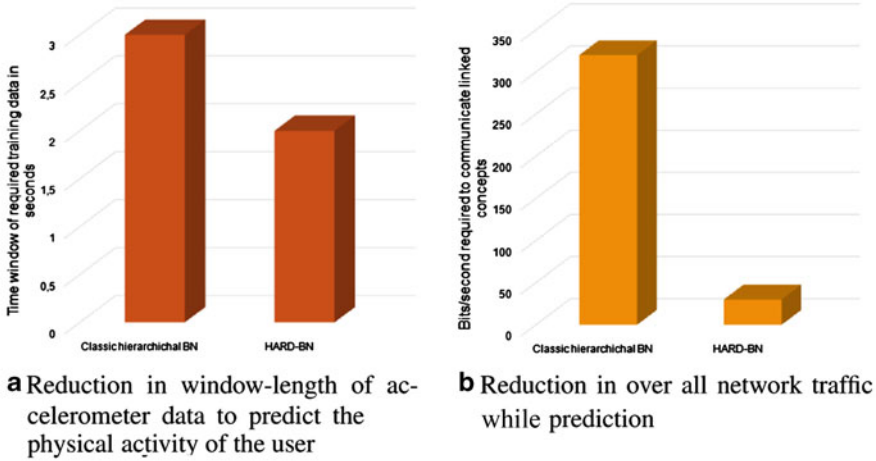 Time window of required training data in
seconds
3
2,5
2
1,5
1
0,5
0
Classic hierarchichal BN
HARD-BN
a Reduction in window-length of ac-
celerometer data to predict the
physical activity of the user
Bits/second required to communicate linked
concepts
350
300
250
200
150
100
50
0
Classic hierarchichal BN
HARD-BN
b Reduction in over all network traffic
while prediction